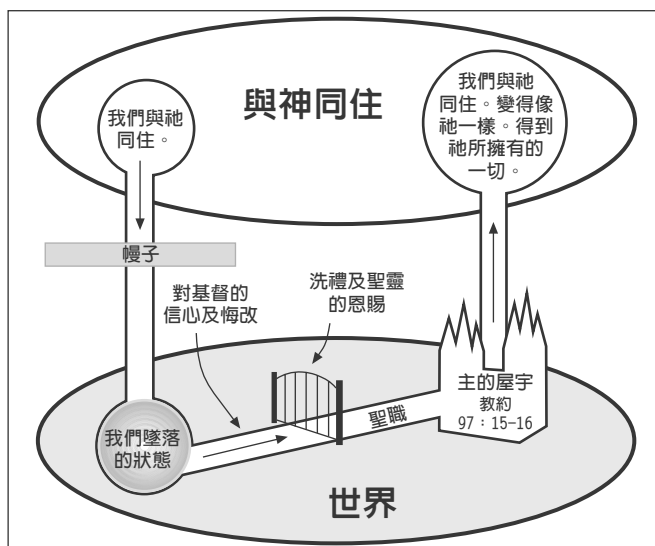 與神同住
我們與祂
同住。
我們與祂
同住。變得像
祂一樣。得到
祂所擁有的
一切。
幔子
對基督的
信心及悔改
洗禮及聖靈
的恩賜
主的屋宇
教約
97：15-16
聖職
我們墜落
的狀態
世界